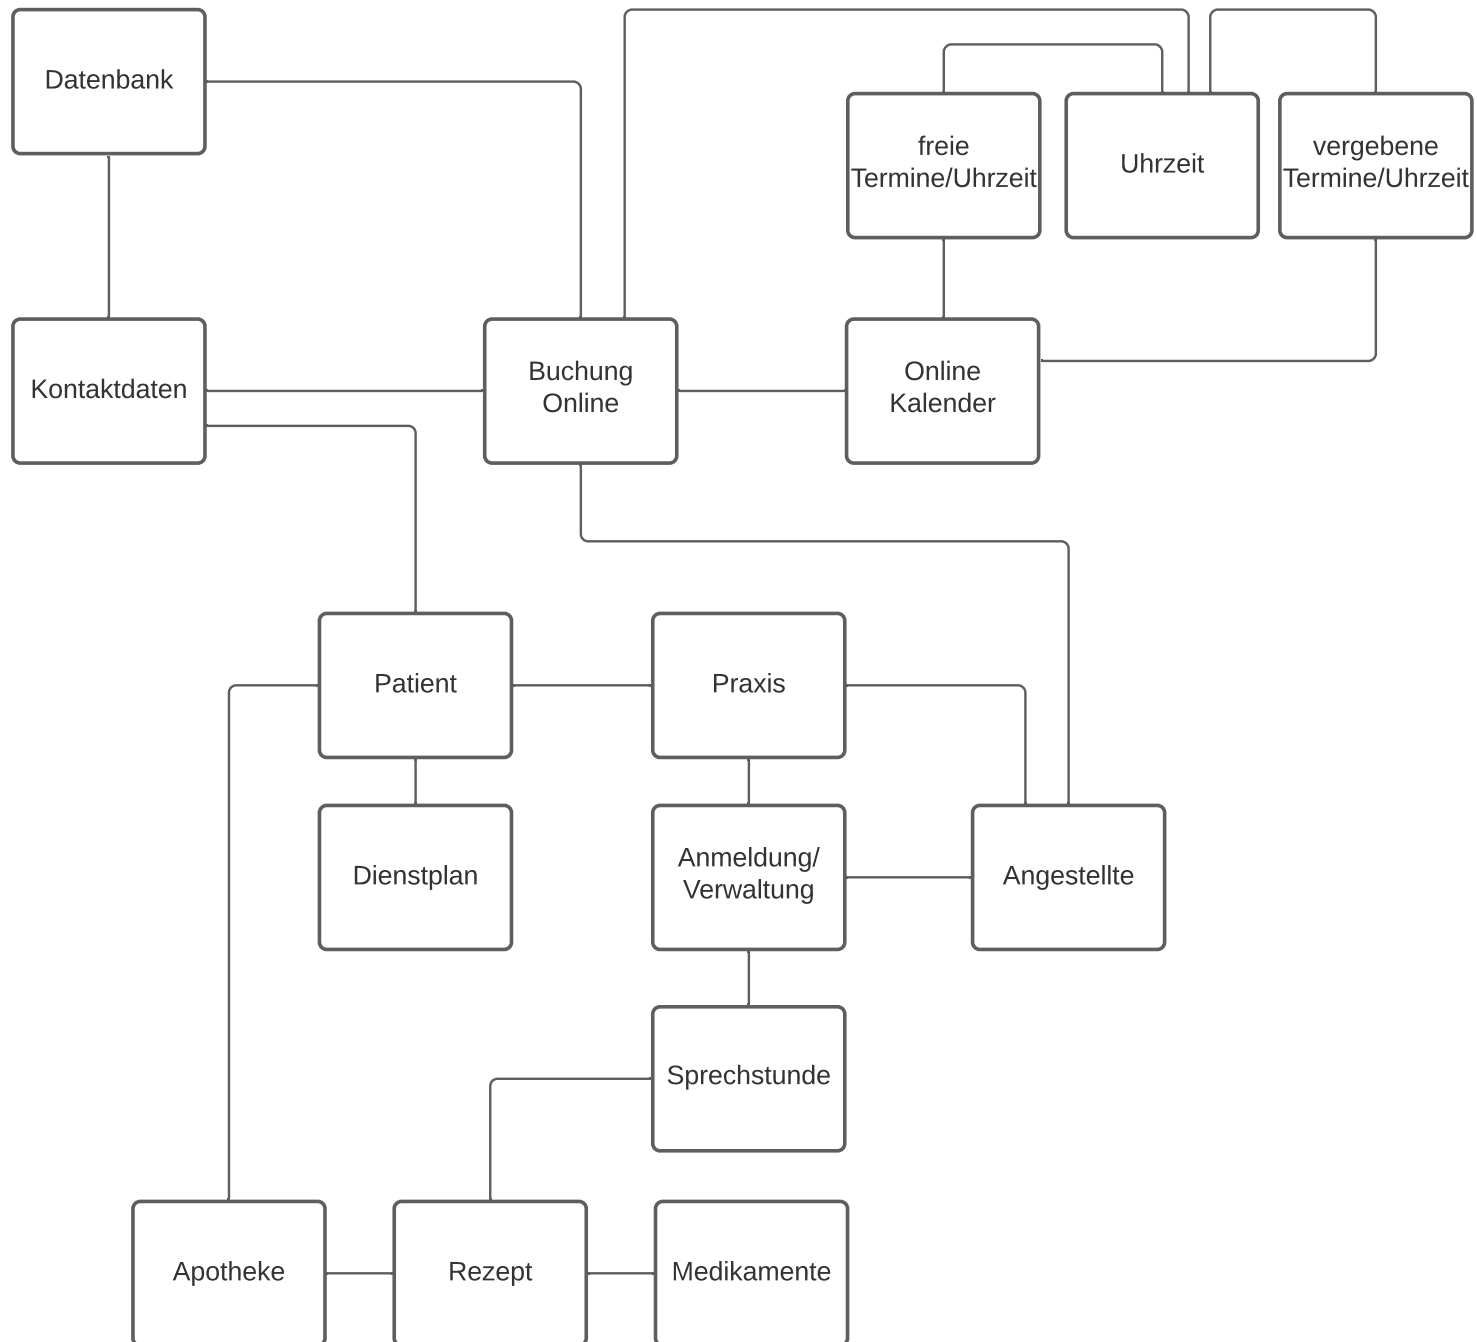 Datenbank
freie
Termine/Uhrzeit
Uhrzeit
vergebene
Termine/Uhrzeit
Kontaktdaten
Buchung
Online
Online
Kalender
Patient
Praxis
Dienstplan
Anmeldung/
Verwaltung
Angestellte
Sprechstunde
Apotheke
Rezept
Medikamente